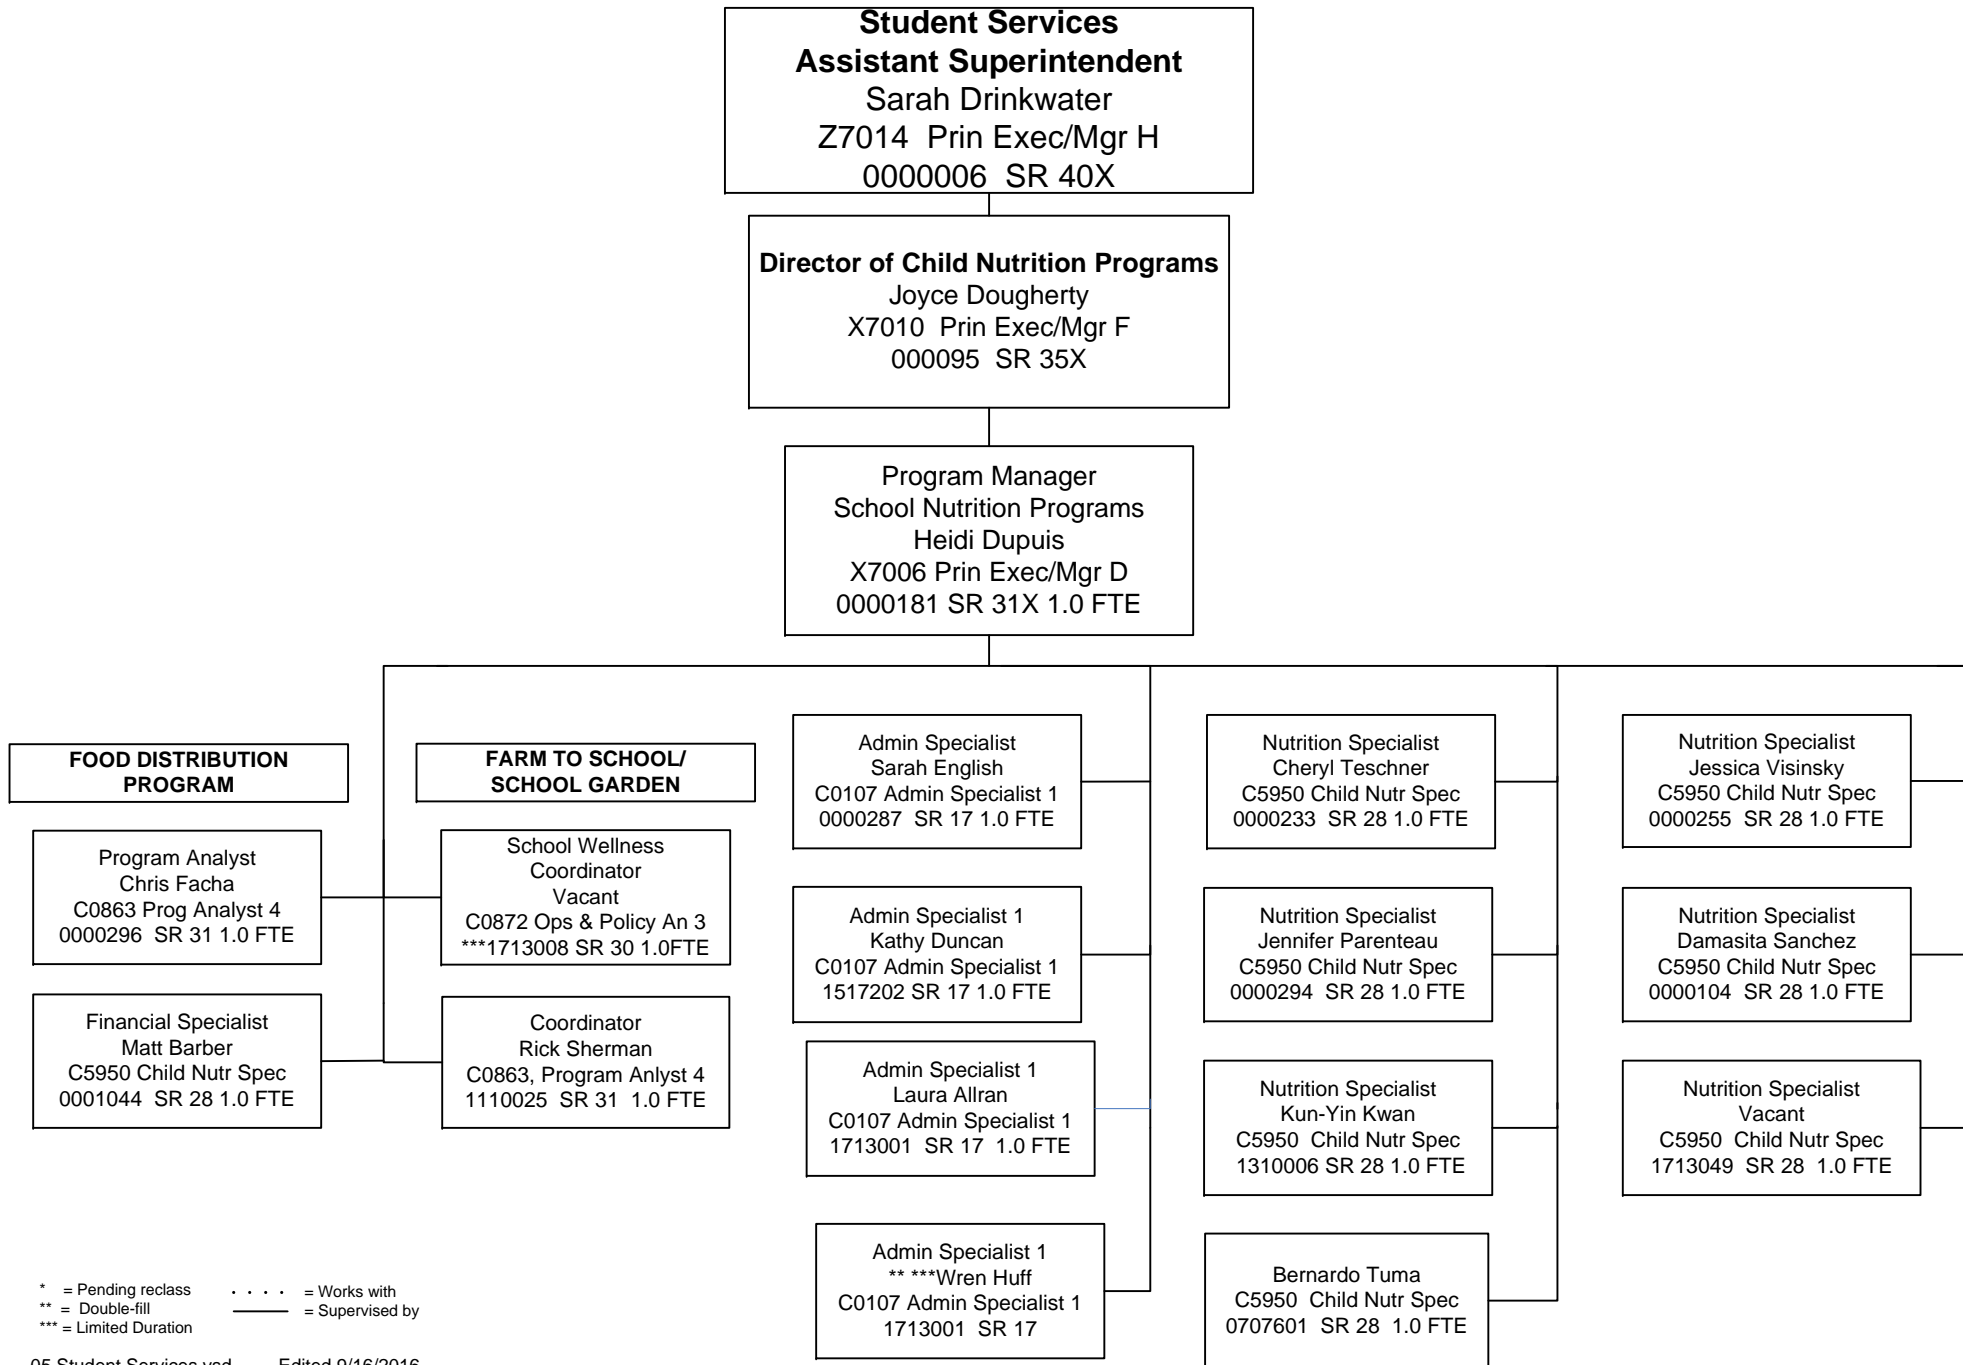 Student Services
Assistant Superintendent
Sarah Drinkwater
Z7014 Prin Exec/Mgr H
0000006 SR 40X
Director of Child Nutrition Programs
Joyce Dougherty
X7010 Prin Exec/Mgr F
000095 SR 35X
Program Manager
School Nutrition Programs
Heidi Dupuis
X7006 Prin Exec/Mgr D
0000181 SR 31X 1.0 FTE
FOOD DISTRIBUTION
PROGRAM
Program Analyst
Chris Facha
C0863 Prog Analyst 4
0000296 SR 31 1.0 FTE
Financial Specialist
Matt Barber
C5950 Child Nutr Spec
0001044 SR 28 1.0 FTE
FARM TO SCHOOL/
SCHOOL GARDEN
School Wellness
Coordinator
Vacant
C0872 Ops & Policy An 3
***1713008 SR 30 1.0FTE
Coordinator
Rick Sherman
C0863, Program Anlyst 4
1110025 SR 31 1.0 FTE
Admin Specialist
Sarah English
C0107 Admin Specialist 1
0000287 SR 17 1.0 FTE
Admin Specialist 1
Kathy Duncan
C0107 Admin Specialist 1
1517202 SR 17 1.0 FTE
Admin Specialist 1
Laura Allran
C0107 Admin Specialist 1
1713001 SR 17 1.0 FTE
Admin Specialist 1
** ***Wren Huff
C0107 Admin Specialist 1
1713001 SR 17
Nutrition Specialist
Cheryl Teschner
C5950 Child Nutr Spec
0000233 SR 28 1.0 FTE
Nutrition Specialist
Jennifer Parenteau
C5950 Child Nutr Spec
0000294 SR 28 1.0 FTE
Nutrition Specialist
Kun-Yin Kwan
C5950 Child Nutr Spec
1310006 SR 28 1.0 FTE
Bernardo Tuma
C5950 Child Nutr Spec
0707601 SR 28 1.0 FTE
Nutrition Specialist
Jessica Visinsky
C5950 Child Nutr Spec
0000255 SR 28 1.0 FTE
Nutrition Specialist
Damasita Sanchez
C5950 Child Nutr Spec
0000104 SR 28 1.0 FTE
Nutrition Specialist
Vacant
C5950 Child Nutr Spec
1713049 SR 28 1.0 FTE
* = Pending reclass
** = Double-fill
*** = Limited Duration
. . . . = Works with
= Supervised by
05 Student Services.vsd Edited 9/16/2016